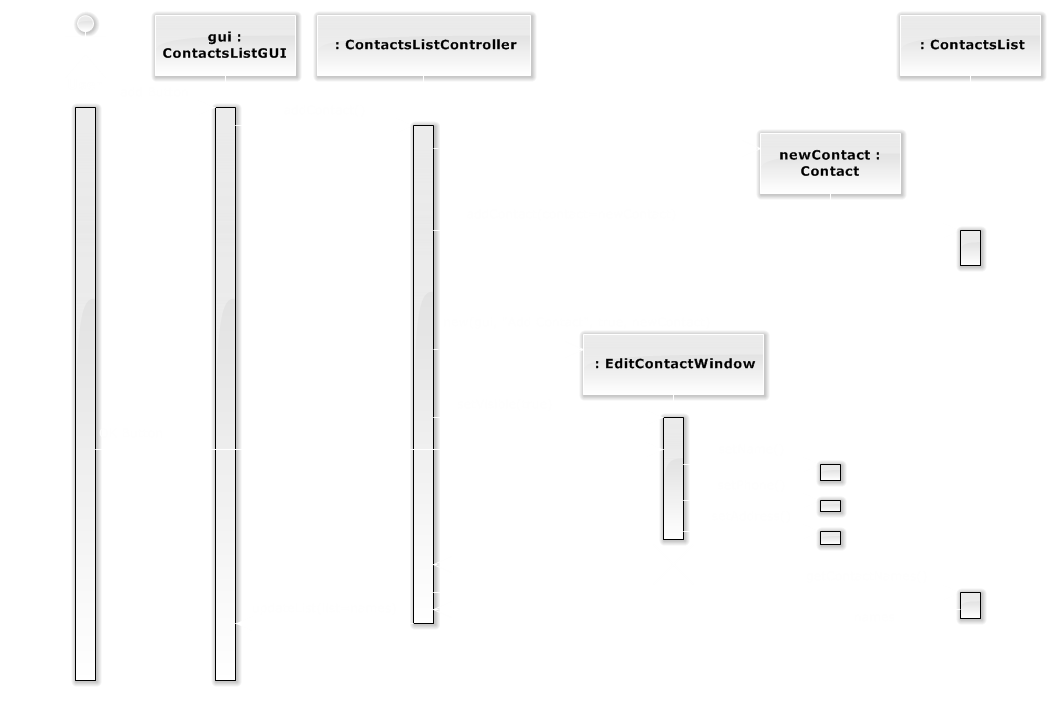 gui :
ContactsListGUI
: ContactsListController
: ContactsList
newContact :
Contact
: EditContactWindow